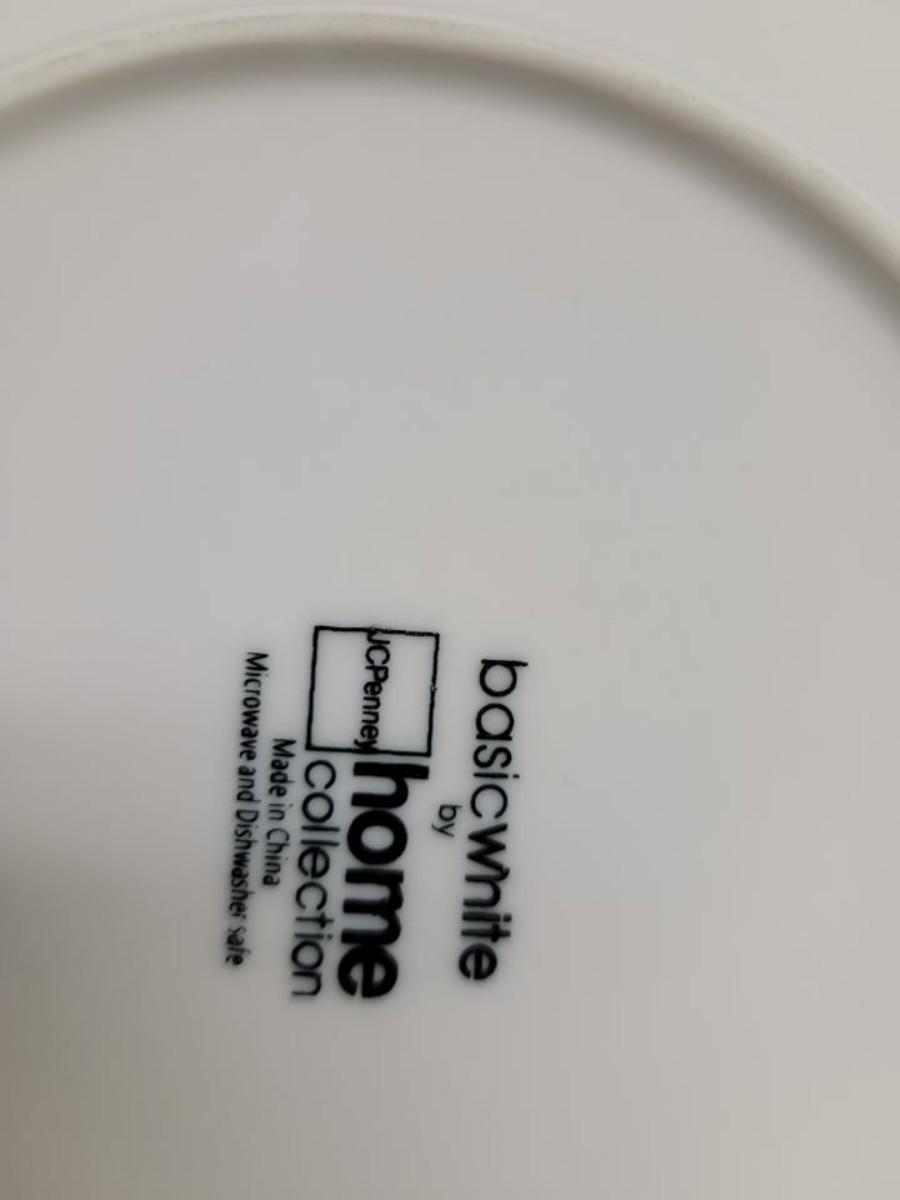 basicwhite
by
JCPenney
home
collection
Made in China
Microwave and Dishwasher safe